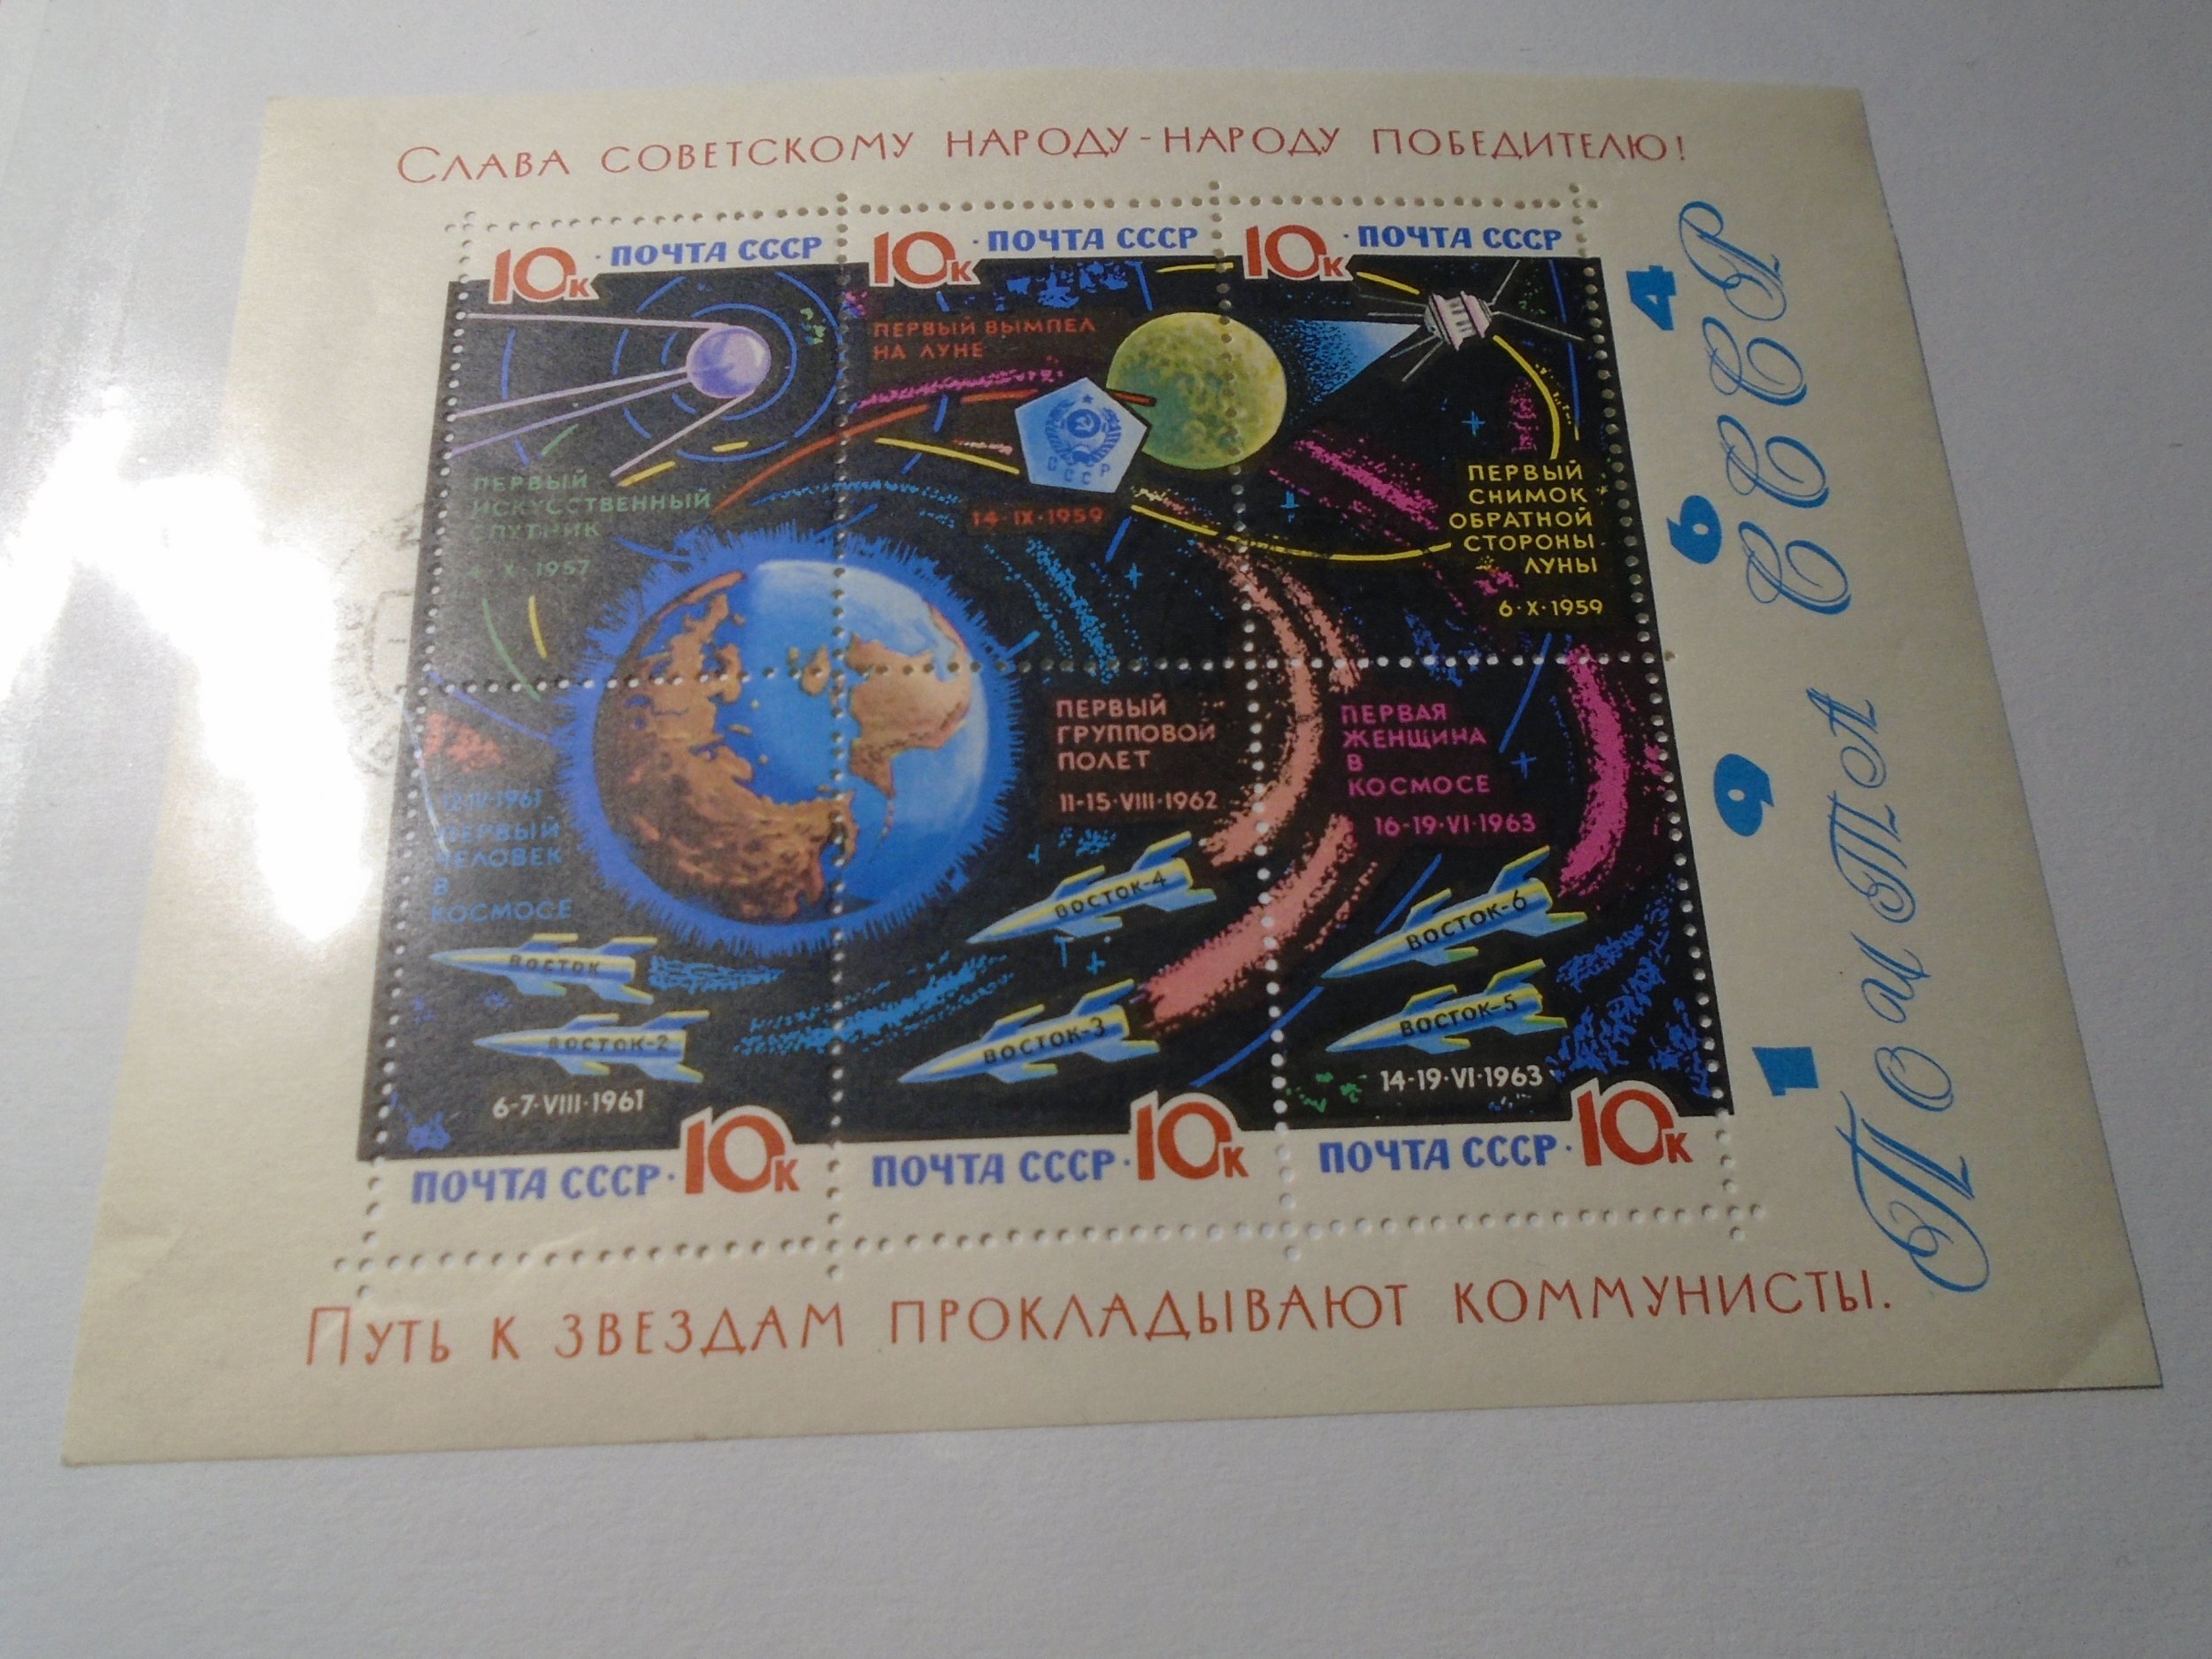 Слава советскому народу-народу победителю!
10к · ПОЧТА СССР
10к · ПОЧТА СССР
10к · ПОЧТА СССР
ПЕРВЫЙ
ИСКУССТВЕННЫЙ
СПУТНИК
4·X·1957
ПЕРВЫЙ ВЫМПЕЛ
НА ЛУНЕ
СССР
14·IX·1959
ПЕРВЫЙ
СНИМОК
ОБРАТНОЙ
СТОРОНЫ
ЛУНЫ
6·X·1959
12·IV·1961
ПЕРВЫЙ
ЧЕЛОВЕК
В
КОСМОСЕ
ВОСТОК
ВОСТОК-2
6-7·VIII·1961
ПЕРВЫЙ
ГРУППОВОЙ
ПОЛЕТ
11-15·VIII·1962
ВОСТОК-4
ВОСТОК-3
ПЕРВАЯ
ЖЕНЩИНА
В
КОСМОСЕ
16-19·VI·1963
ВОСТОК-6
ВОСТОК-5
14-19·VI·1963
ПОЧТА СССР · 10к
ПОЧТА СССР · 10к
ПОЧТА СССР · 10к
Путь к звездам прокладывают коммунисты.
1964
Почта СССР